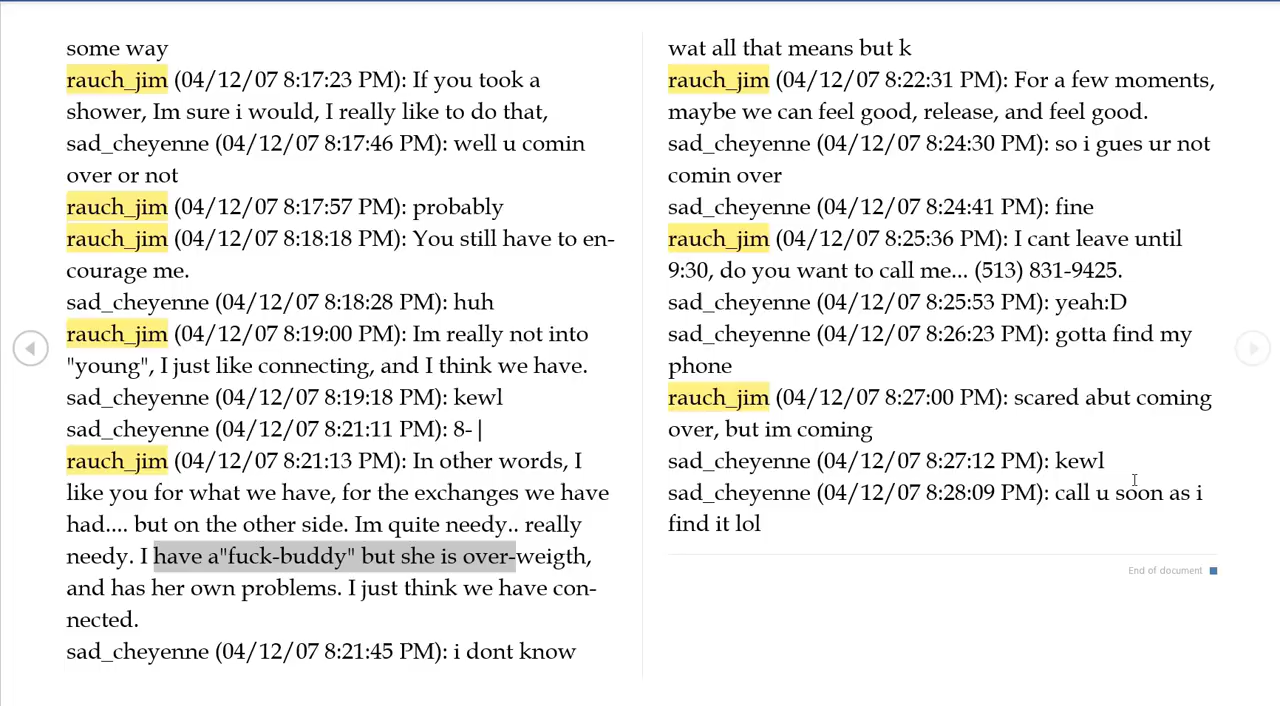 some way
rauch_jim (04/12/07 8:17:23 PM): If you took a
shower, Im sure i would, I really like to do that,
sad_cheyenne (04/12/07 8:17:46 PM): well u comin
over or not
rauch_jim (04/12/07 8:17:57 PM): probably
rauch_jim (04/12/07 8:18:18 PM): You still have to en-
courage me.
sad_cheyenne (04/12/07 8:18:28 PM): huh
rauch_jim (04/12/07 8:19:00 PM): Im really not into
"young", I just like connecting, and I think we have.
sad_cheyenne (04/12/07 8:19:18 PM): kewl
sad_cheyenne (04/12/07 8:21:11 PM): 8-|
rauch_jim (04/12/07 8:21:13 PM): In other words, I
like you for what we have, for the exchanges we have
had.... but on the other side. Im quite needy.. really
needy. I have a"fuck-buddy" but she is over-weigth,
and has her own problems. I just think we have con-
nected.
sad_cheyenne (04/12/07 8:21:45 PM): i dont know
wat all that means but k
rauch_jim (04/12/07 8:22:31 PM): For a few moments,
maybe we can feel good, release, and feel good.
sad_cheyenne (04/12/07 8:24:30 PM): so i gues ur not
comin over
sad_cheyenne (04/12/07 8:24:41 PM): fine
rauch_jim (04/12/07 8:25:36 PM): I cant leave until
9:30, do you want to call me... (513) 831-9425.
sad_cheyenne (04/12/07 8:25:53 PM): yeah:D
sad_cheyenne (04/12/07 8:26:23 PM): gotta find my
phone
rauch_jim (04/12/07 8:27:00 PM): scared abut coming
over, but im coming
sad_cheyenne (04/12/07 8:27:12 PM): kewl
sad_cheyenne (04/12/07 8:28:09 PM): call u soon as i
find it lol
End of document